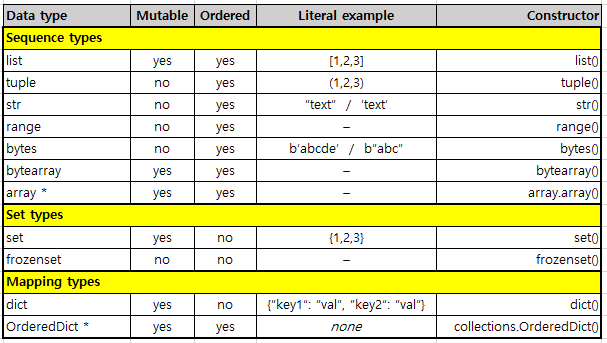 Data type Mutable Ordered Literal example Constructor
Sequence types
list yes yes [1,2,3] list()
tuple no yes (1,2,3) tuple()
str no yes "text" / 'text' str()
range no yes – range()
bytes no yes b'abcde' / b"abc" bytes()
bytearray yes yes – bytearray()
array * yes yes – array.array()
Set types
set yes no {1,2,3} set()
frozenset no no – frozenset()
Mapping types
dict yes no {"key1": "val", "key2": "val"} dict()
OrderedDict * yes yes none collections.OrderedDict()